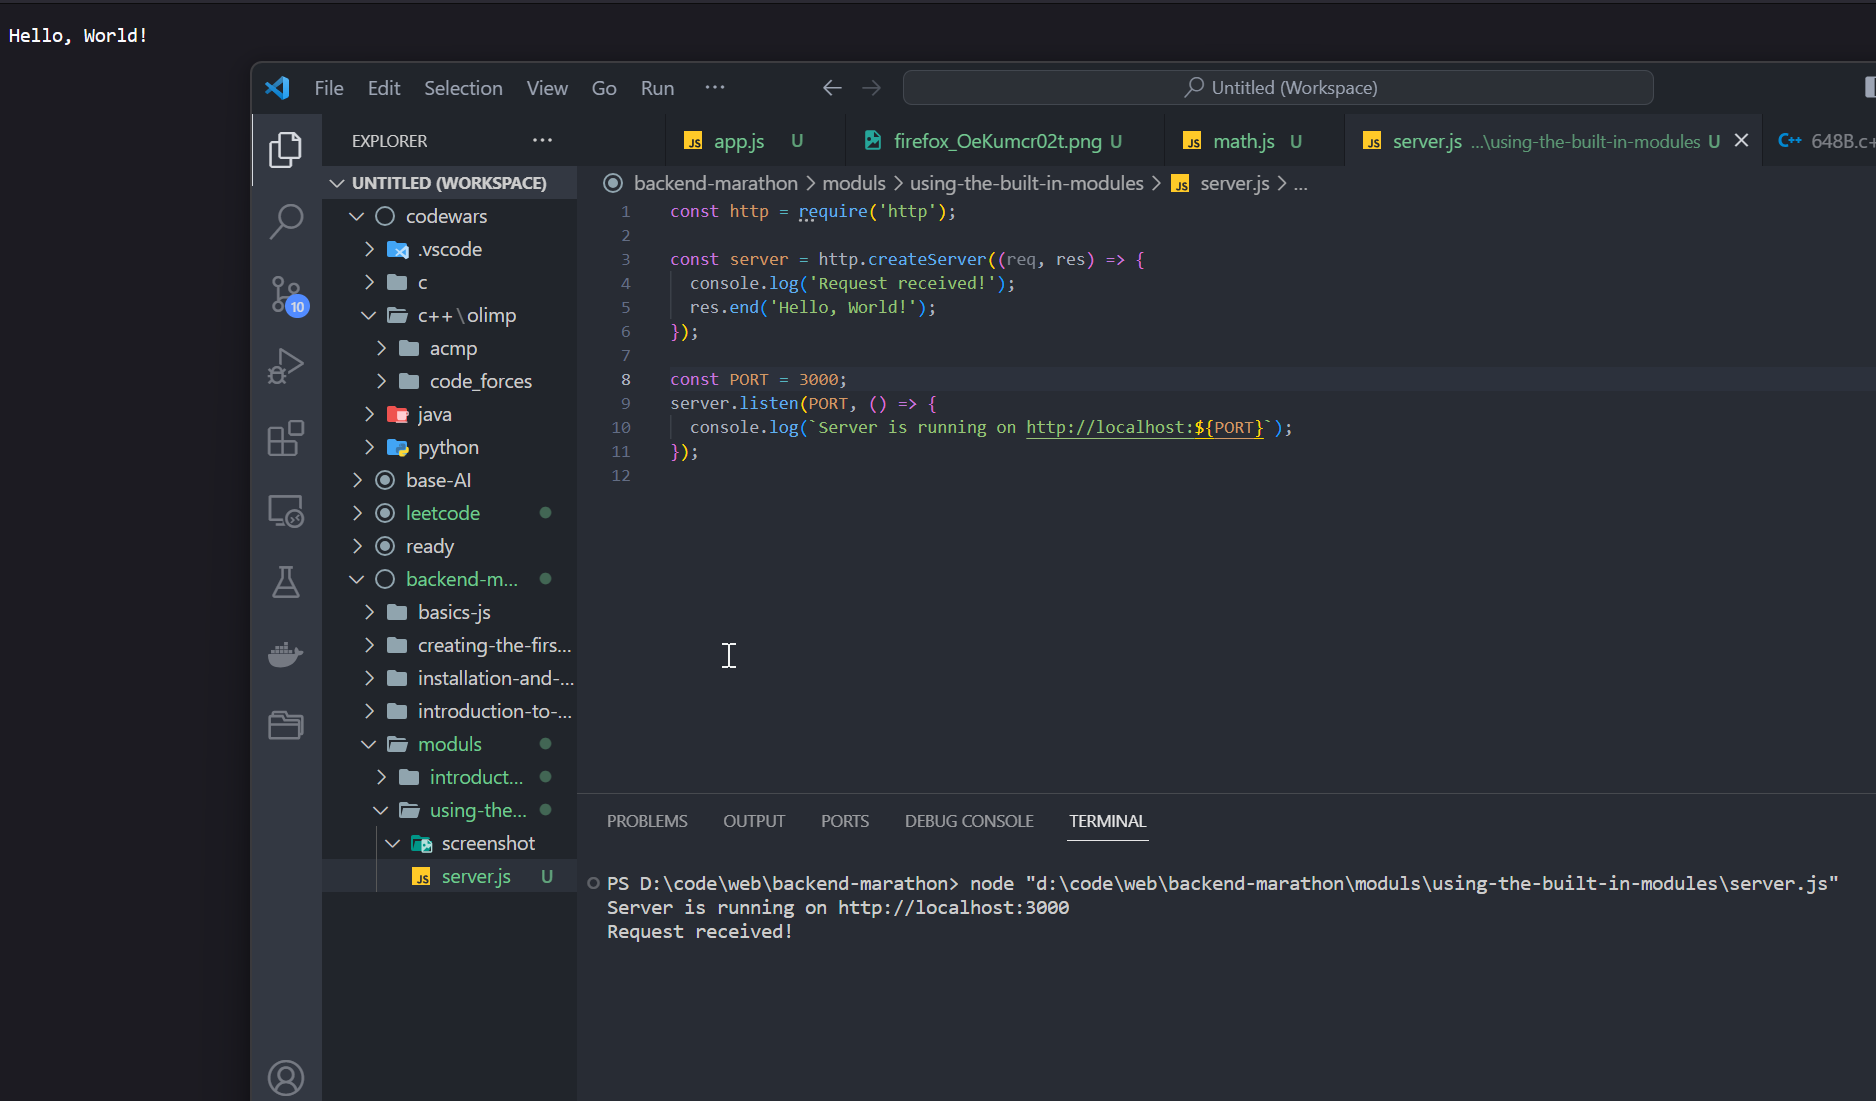 Hello, World!
File Edit Selection View Go Run ··· Untitled (Workspace)
EXPLORER ···
app.js U firefox_OeKumcr02t.png U math.js U server.js ...\using-the-built-in-modules U 648B.c+
UNTITLED (WORKSPACE)
codewars
.vscode
c
c++\olimp
acmp
code_forces
java
python
base-AI
leetcode
ready
backend-m...
basics-js
creating-the-firs...
installation-and-...
introduction-to-...
moduls
introduct...
using-the...
screenshot
server.js U
10
backend-marathon > moduls > using-the-built-in-modules > server.js > ...
1 const http = require('http');
2
3 const server = http.createServer((req, res) => {
4 console.log('Request received!');
5 res.end('Hello, World!');
6 });
7
8 const PORT = 3000;
9 server.listen(PORT, () => {
10 console.log(`Server is running on http://localhost:${PORT}`);
11 });
12
PROBLEMS OUTPUT PORTS DEBUG CONSOLE TERMINAL
PS D:\code\web\backend-marathon> node "d:\code\web\backend-marathon\moduls\using-the-built-in-modules\server.js"
Server is running on http://localhost:3000
Request received!